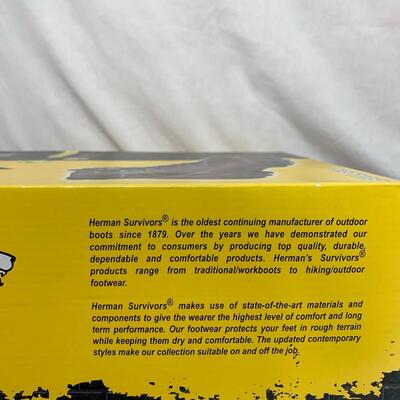 Herman Survivors® is the oldest continuing manufacturer of outdoor
boots since 1879. Over the years we have demonstrated our
commitment to consumers by producing top quality, durable,
dependable and comfortable products. Herman's Survivors®
products range from traditional/workboots to hiking/outdoor
footwear.
Herman Survivors® makes use of state-of-the-art materials and
components to give the wearer the highest level of comfort and long
term performance. Our footwear protects your feet in rough terrain
while keeping them dry and comfortable. The updated contemporary
styles make our collection suitable on and off the job.